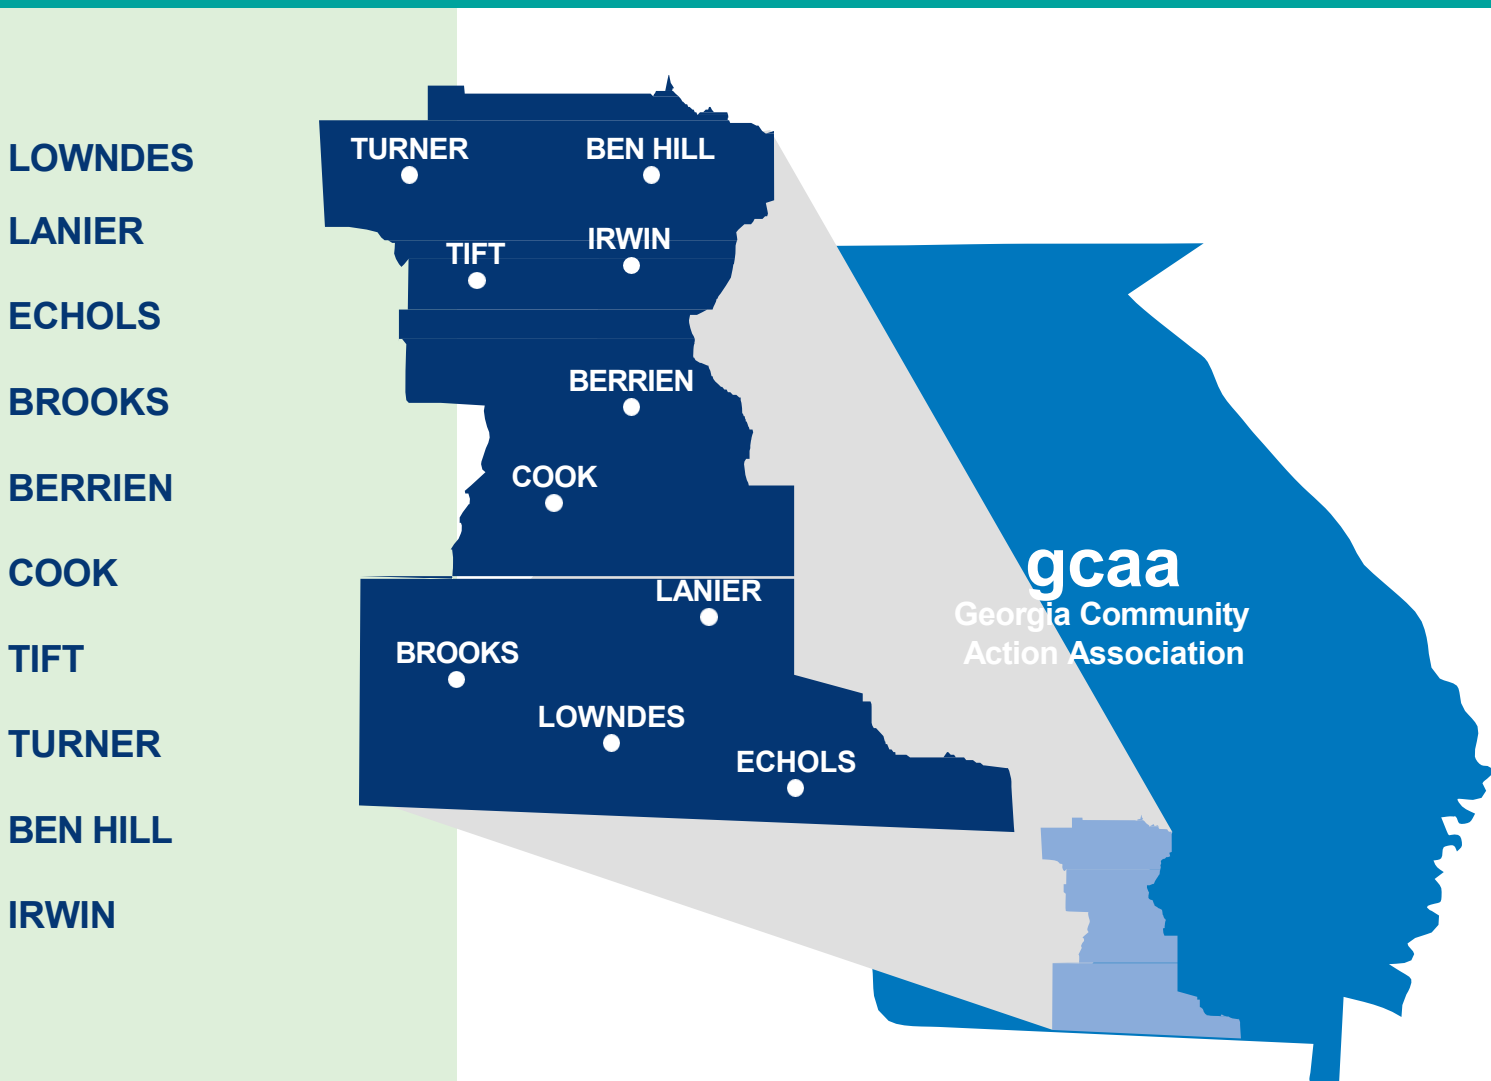 LOWNDES
LANIER
ECHOLS
BROOKS
BERRIEN
COOK
TIFT
TURNER
BEN HILL
IRWIN
TURNER
BEN HILL
TIFT
IRWIN
BERRIEN
COOK
LANIER
BROOKS
LOWNDES
ECHOLS
gcaa
Georgia Community
Action Association